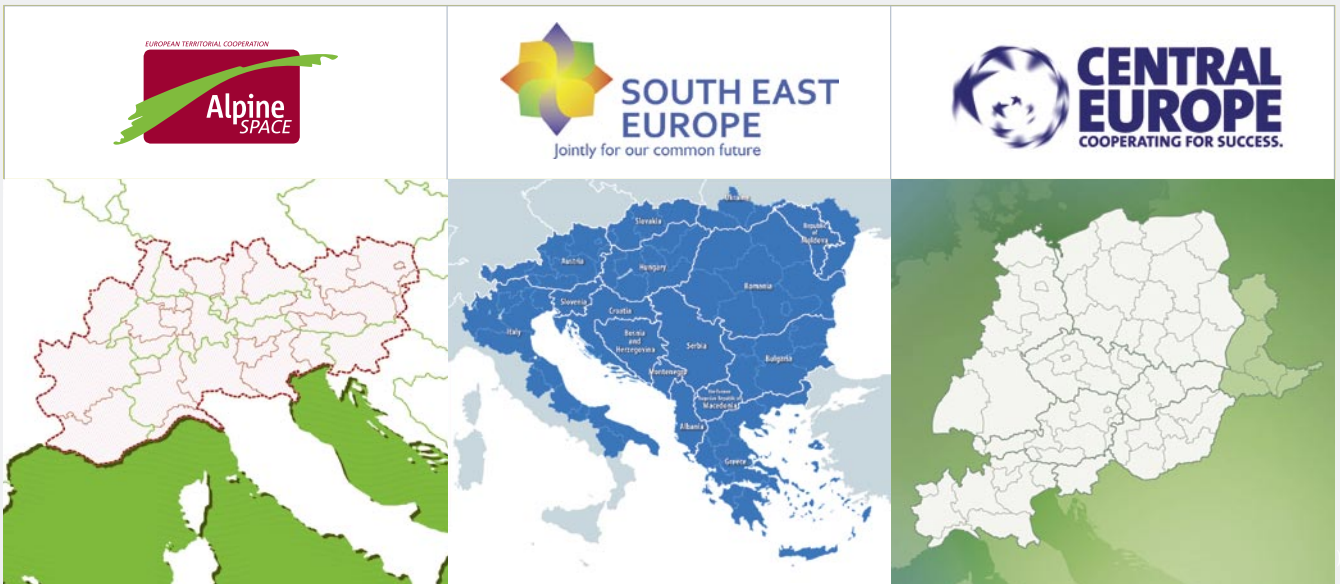 EUROPEAN TERRITORIAL COOPERATION
Alpine
SPACE
SOUTH EAST
EUROPE
Jointly for our common future
CENTRAL
EUROPE
COOPERATING FOR SUCCESS.
Ukraine
Slovakia
Republic
of
Moldova
Austria
Hungary
Romania
Slovenia
Croatia
Italy
Bosnia
and
Herzegovina
Serbia
Bulgaria
Montenegro
Macedonia
Albania
Greece